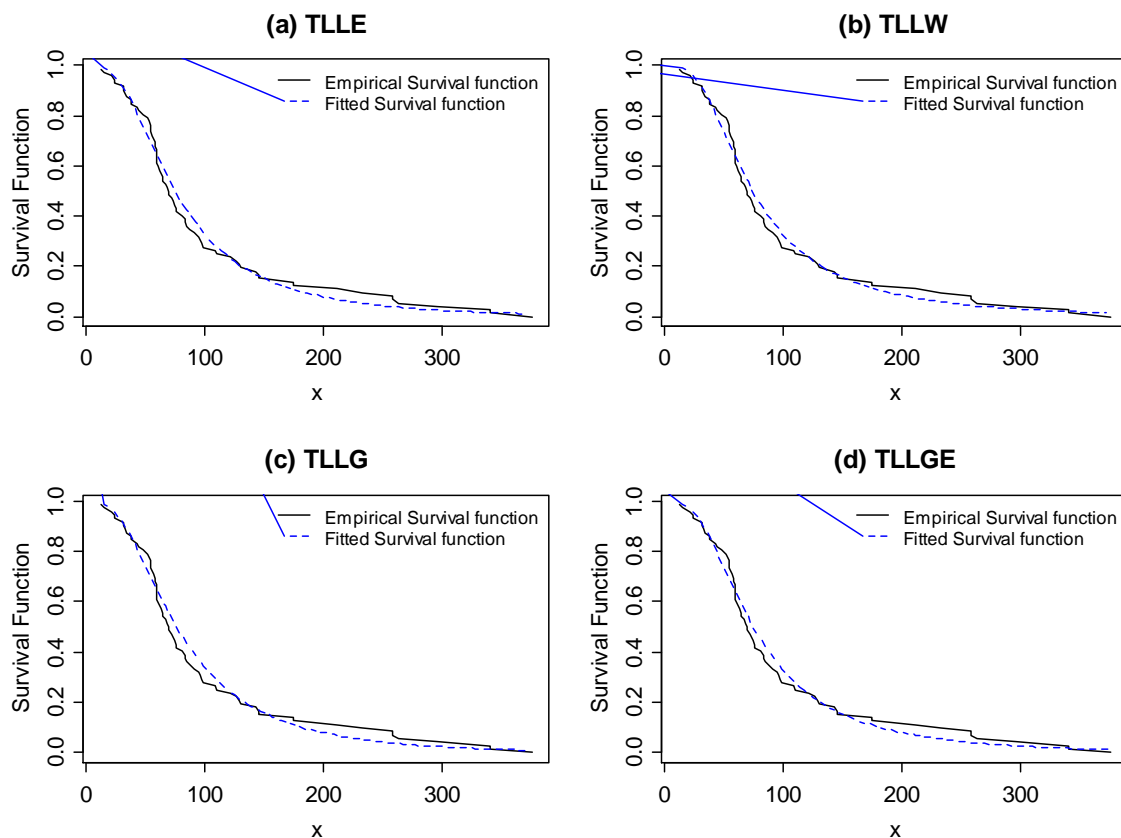 (a) TLLE
Survival Function
0.0 0.2 0.4 0.6 0.8 1.0
Empirical Survival function
Fitted Survival function
0 100 200 300
x
(b) TLLW
Survival Function
0.0 0.2 0.4 0.6 0.8 1.0
Empirical Survival function
Fitted Survival function
0 100 200 300
x
(c) TLLG
Survival Function
0.0 0.2 0.4 0.6 0.8 1.0
Empirical Survival function
Fitted Survival function
0 100 200 300
x
(d) TLLGE
Survival Function
0.0 0.2 0.4 0.6 0.8 1.0
Empirical Survival function
Fitted Survival function
0 100 200 300
x